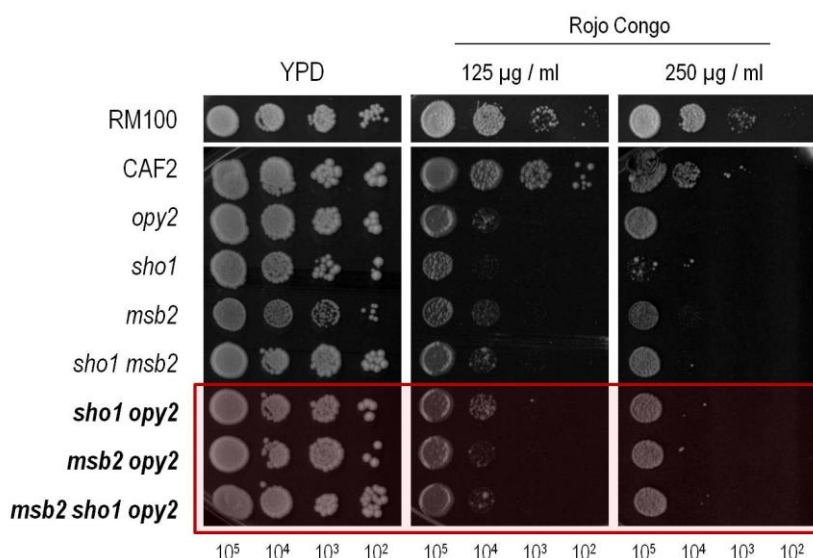 Rojo Congo
YPD 125 µg / ml 250 µg / ml
RM100
CAF2
opy2
sho1
msb2
sho1 msb2
sho1 opy2
msb2 opy2
msb2 sho1 opy2
10⁵ 10⁴ 10³ 10² 10⁵ 10⁴ 10³ 10² 10⁵ 10⁴ 10³ 10²